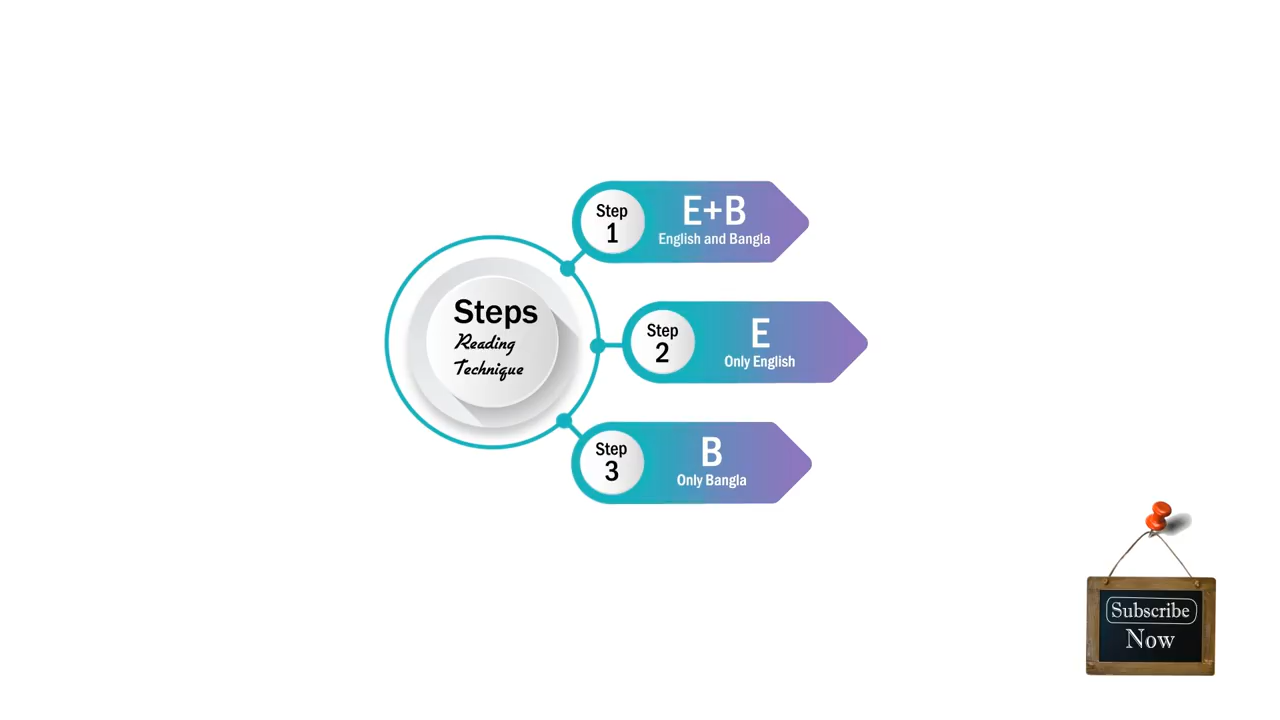 Steps
Reading
Technique
Step
1
E+B
English and Bangla
Step
2
E
Only English
Step
3
B
Only Bangla
Subscribe
Now